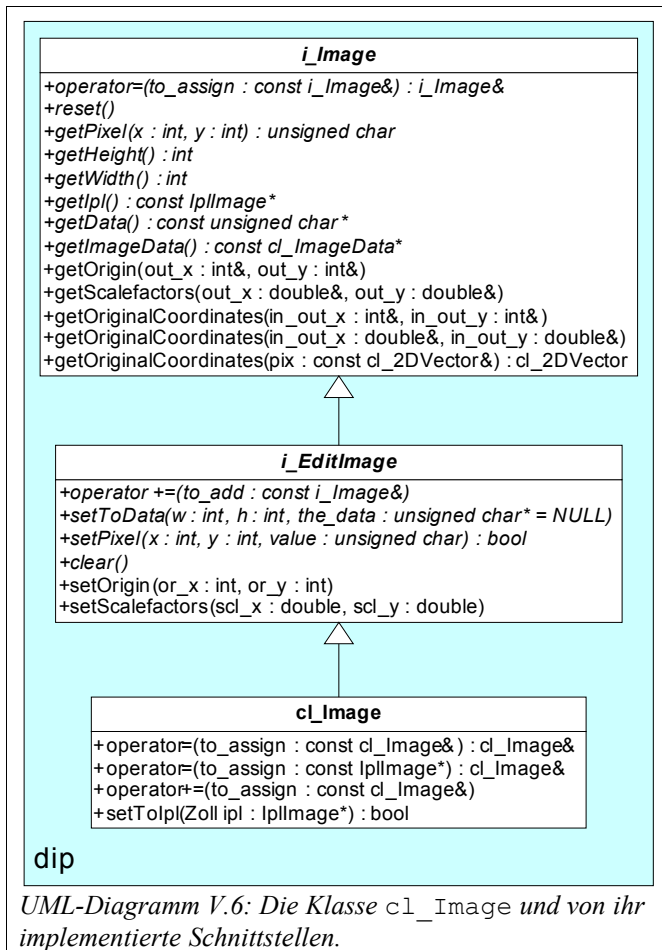 i_Image
+operator=(to_assign : const i_Image&) : i_Image&
+reset()
+getPixel(x : int, y : int) : unsigned char
+getHeight() : int
+getWidth() : int
+getIpl() : const IplImage*
+getData() : const unsigned char*
+getImageData() : const cl_ImageData*
+getOrigin(out_x : int&, out_y : int&)
+getScalefactors(out_x : double&, out_y : double&)
+getOriginalCoordinates(in_out_x : int&, in_out_y : int&)
+getOriginalCoordinates(in_out_x : double&, in_out_y : double&)
+getOriginalCoordinates(pix : const cl_2DVector&) : cl_2DVector
i_EditImage
+operator +=(to_add : const i_Image&)
+setToData(w : int, h : int, the_data : unsigned char* = NULL)
+setPixel(x : int, y : int, value : unsigned char) : bool
+clear()
+setOrigin(or_x : int, or_y : int)
+setScalefactors(scl_x : double, scl_y : double)
cl_Image
+operator=(to_assign : const cl_Image&) : cl_Image&
+operator=(to_assign : const IplImage*) : cl_Image&
+operator+=(to_assign : const cl_Image&)
+setToIpl(Zoll ipl : IplImage*) : bool
dip
UML-Diagramm V.6: Die Klasse cl_Image und von ihr
implementierte Schnittstellen.